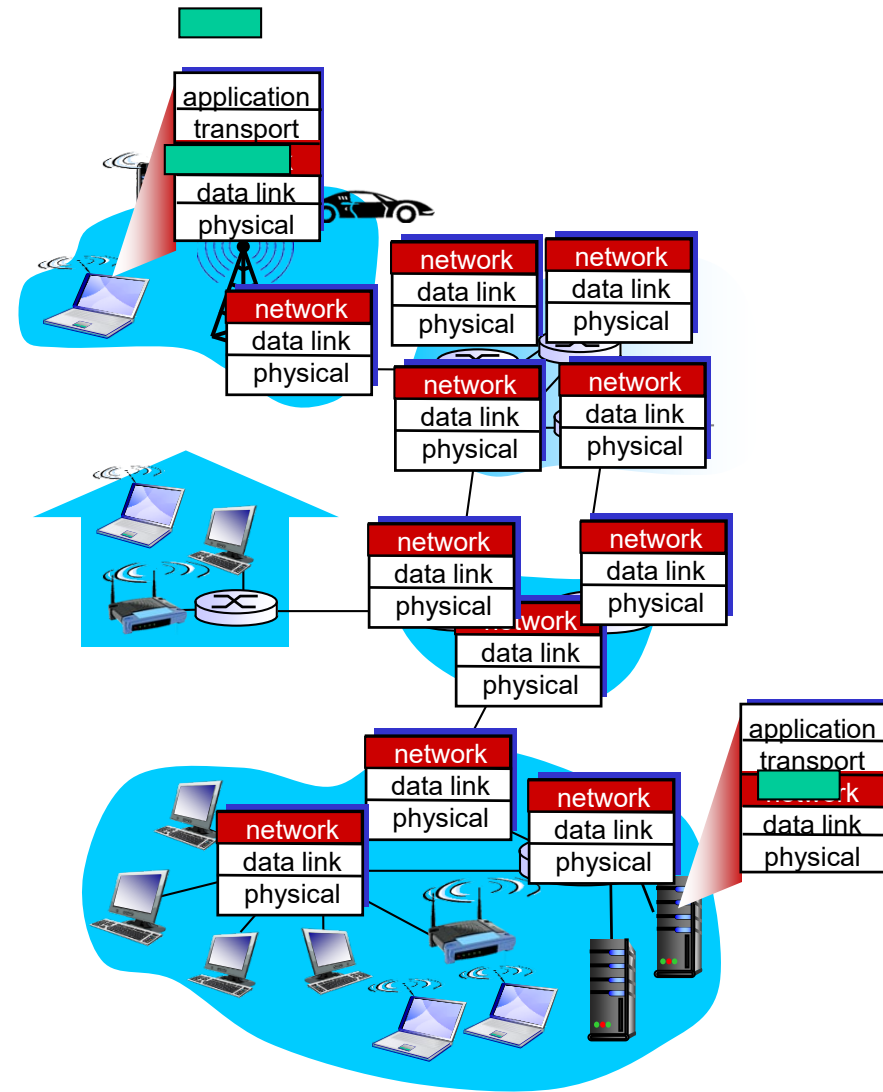 application
transport
data link
physical
network
data link
physical
network
data link
physical
network
data link
physical
network
data link
physical
network
data link
physical
network
data link
physical
network
data link
physical
network
data link
physical
application
transport
data link
physical
network
data link
physical
network
data link
physical
network
data link
physical